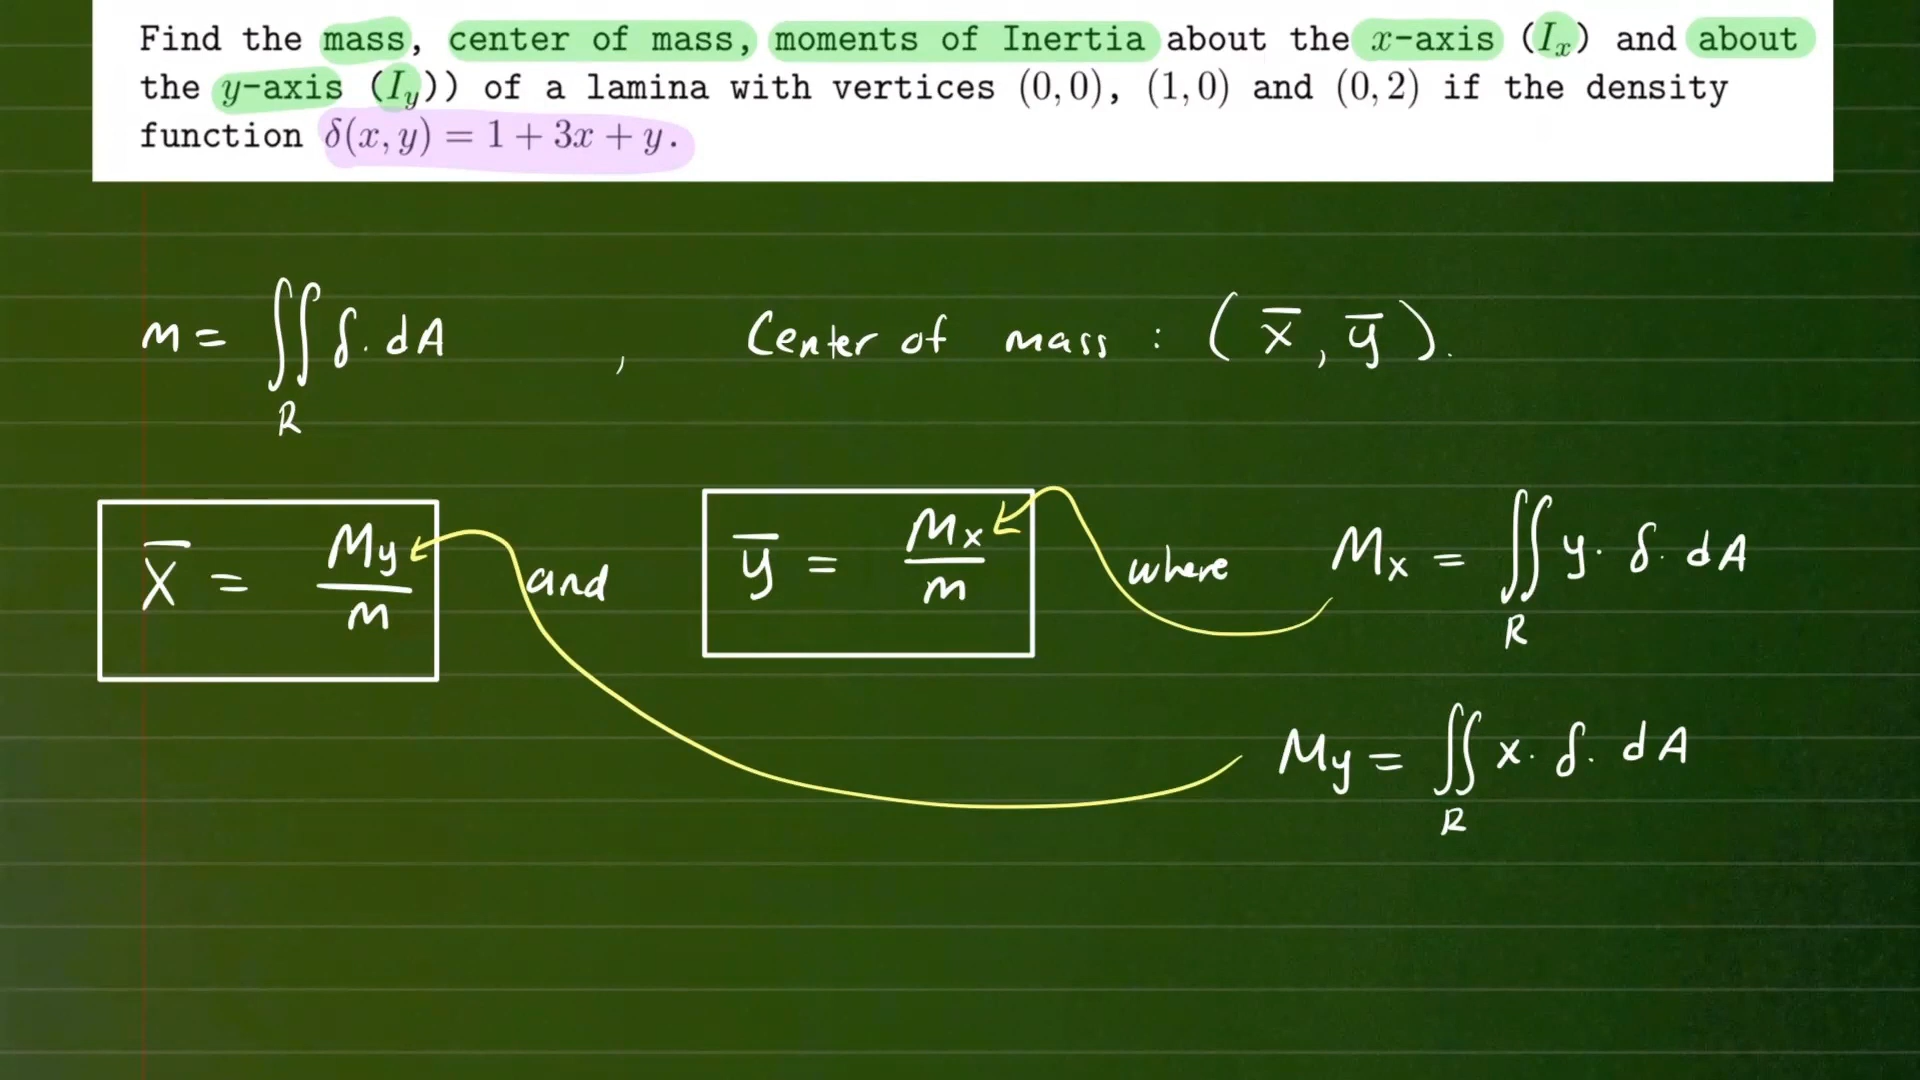 Find the mass, center of mass, moments of Inertia about the x-axis (Iₓ) and about
the y-axis (I_y)) of a lamina with vertices (0,0), (1,0) and (0,2) if the density
function δ(x,y) = 1 + 3x + y.
m = ∬_R δ. dA , Center of mass : (x̄, ȳ).
x̄ = My/m and ȳ = Mx/m where Mx = ∬_R y. δ. dA
My = ∬_R x. δ. dA